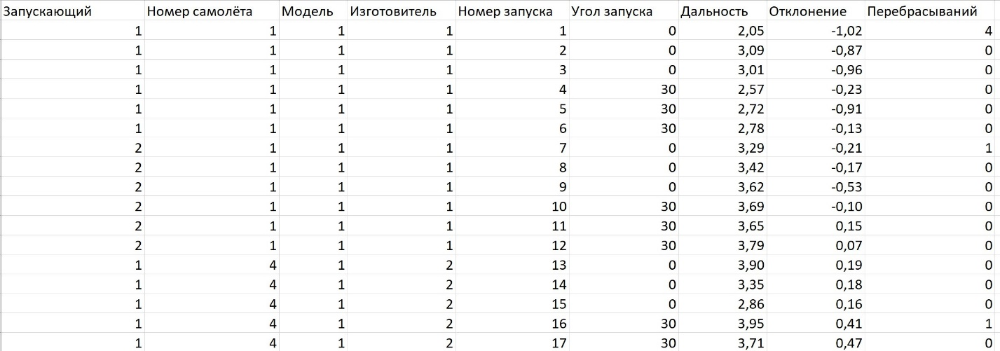 Запускающий Номер самолёта Модель Изготовитель Номер запуска Угол запуска Дальность Отклонение Перебрасываний
1 1 1 1 1 0 2,05 -1,02 4
1 1 1 1 2 0 3,09 -0,87 0
1 1 1 1 3 0 3,01 -0,96 0
1 1 1 1 4 30 2,57 -0,23 0
1 1 1 1 5 30 2,72 -0,91 0
1 1 1 1 6 30 2,78 -0,13 0
2 1 1 1 7 0 3,29 -0,21 1
2 1 1 1 8 0 3,42 -0,17 0
2 1 1 1 9 0 3,62 -0,53 0
2 1 1 1 10 30 3,69 -0,10 0
2 1 1 1 11 30 3,65 0,15 0
2 1 1 1 12 30 3,79 0,07 0
1 4 1 2 13 0 3,90 0,19 0
1 4 1 2 14 0 3,35 0,18 0
1 4 1 2 15 0 2,86 0,16 0
1 4 1 2 16 30 3,95 0,41 1
1 4 1 2 17 30 3,71 0,47 0